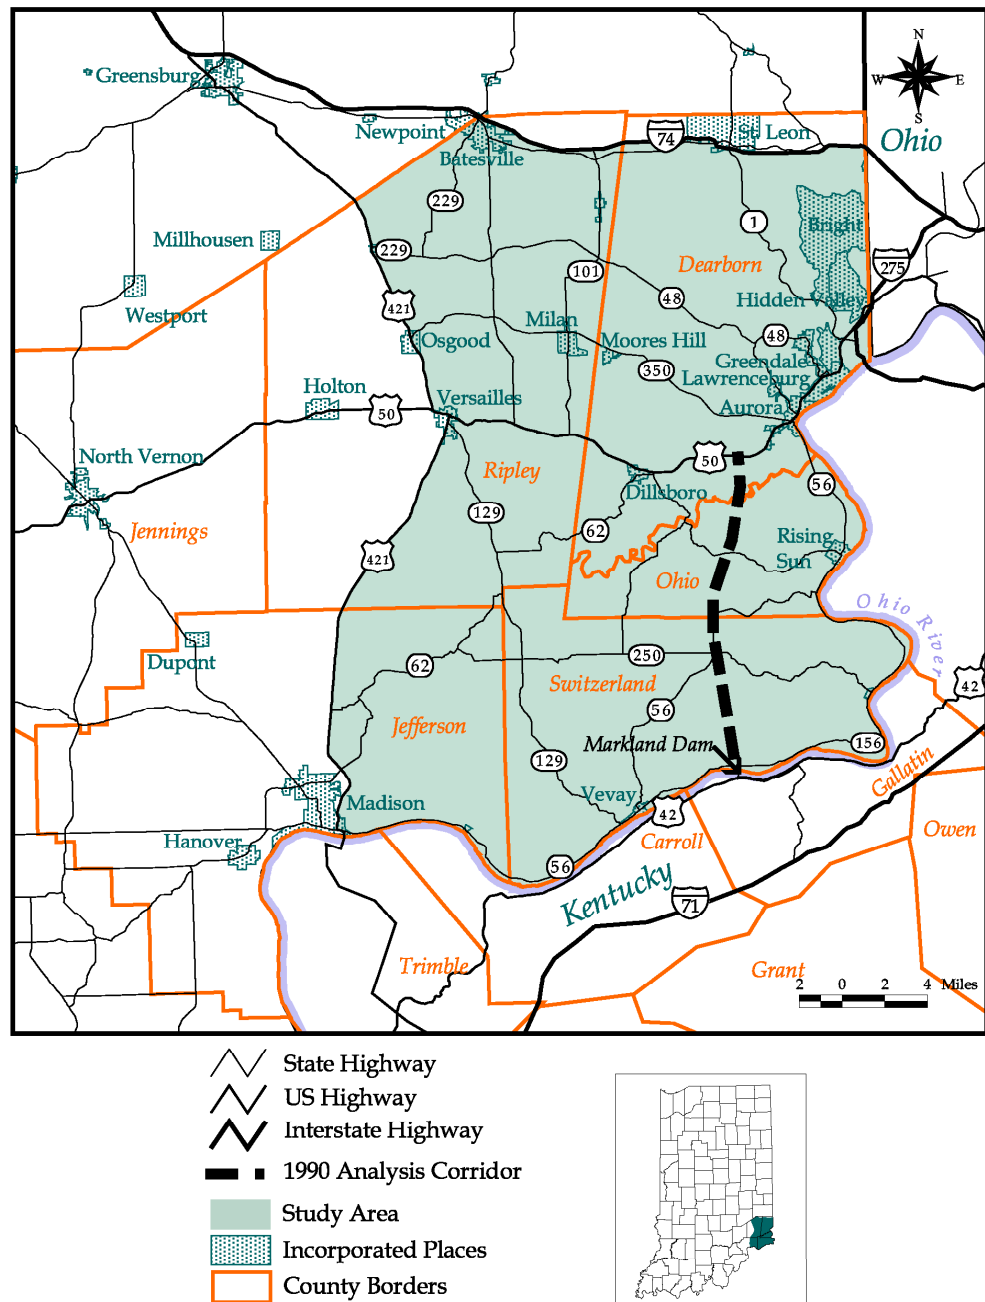 N
W
E
S
Greensburg
Newpoint
Batesville
74
St. Leon
Ohio
229
1
Bright
Millhousen
229
Dearborn
275
101
48
Hidden Valley
421
Westport
Milan
Osgood
Moores Hill
48
Greendale
350
Lawrenceburg
Holton
50
Versailles
Aurora
North Vernon
50
Ripley
Dillsboro
56
129
Jennings
62
Rising
Sun
421
Ohio
Ohio River
Dupont
62
250
42
Switzerland
Jefferson
56
Markland Dam
156
129
Gallatin
Vevay
Madison
42
Owen
Hanover
Carroll
56
Kentucky
71
Trimble
Grant
2 0 2 4 Miles
State Highway
US Highway
Interstate Highway
1990 Analysis Corridor
Study Area
Incorporated Places
County Borders